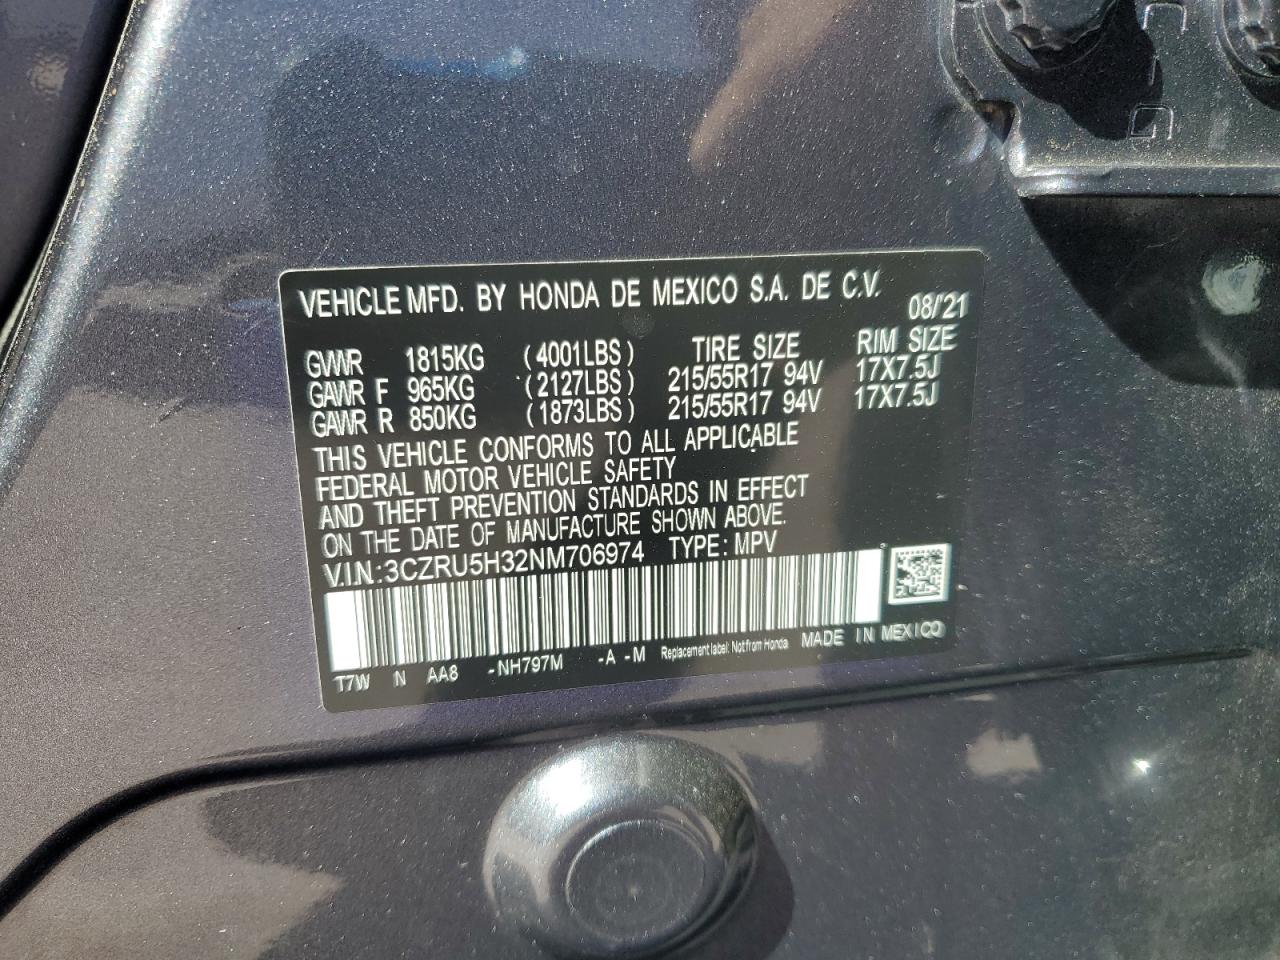 VEHICLE MFD. BY HONDA DE MEXICO S.A. DE C.V. 08/'21
GVWR 1815KG (4001LBS) TIRE SIZE RIM SIZE
GAWR F 965KG (2127LBS) 215/55R17 94V 17X7.5J
GAWR R 850KG (1873LBS) 215/55R17 94V 17X7.5J
THIS VEHICLE CONFORMS TO ALL APPLICABLE
FEDERAL MOTOR VEHICLE SAFETY
AND THEFT PREVENTION STANDARDS IN EFFECT
ON THE DATE OF MANUFACTURE SHOWN ABOVE.
V.I.N:3CZRU5H32NM706974 TYPE: MPV
T7W N AA8 -NH797M -A -M Replacement label: Not from Honda MADE IN MEXICO